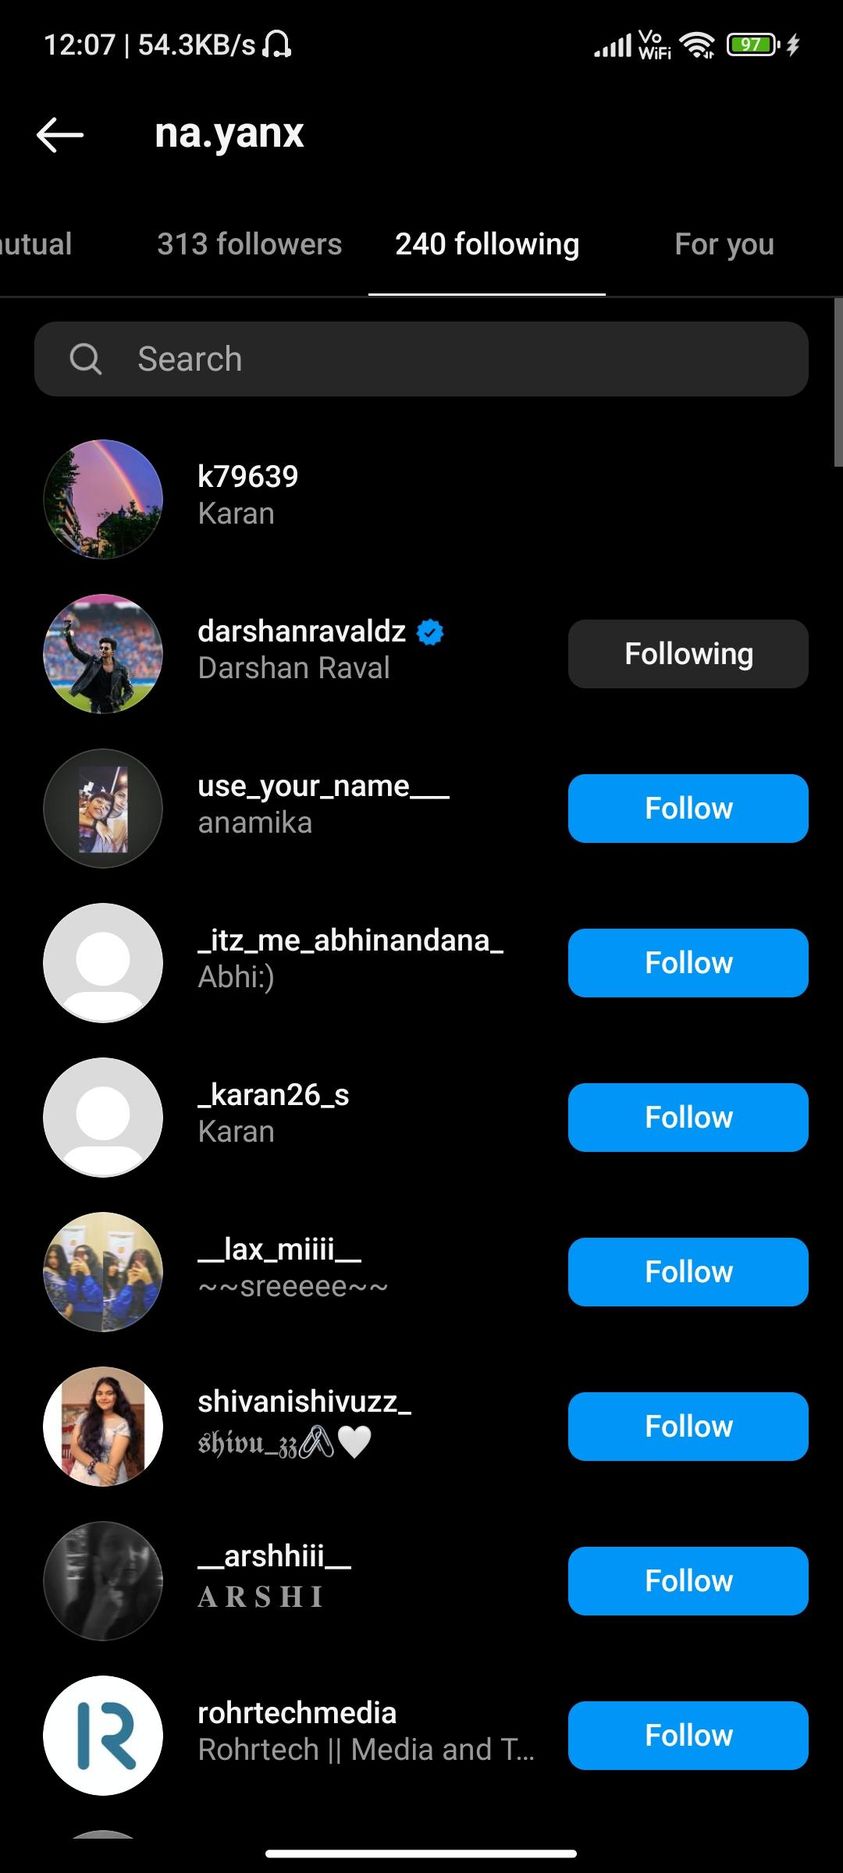 12:07 | 54.3KB/s
Vo
WiFi
97
na.yanx
utual 313 followers 240 following For you
Search
k79639
Karan
darshanravaldz
Darshan Raval
Following
use_your_name___
anamika
Follow
_itz_me_abhinandana_
Abhi:)
Follow
_karan26_s
Karan
Follow
__lax_miiii__
~~sreeeee~~
Follow
shivanishivuzz_
𝔰𝔥𝔦𝔳𝔲_𝔷𝔷🖇️🤍
Follow
__arshhiii__
𝐀 𝐑 𝐒 𝐇 𝐈
Follow
rohrtechmedia
Rohrtech || Media and T...
Follow